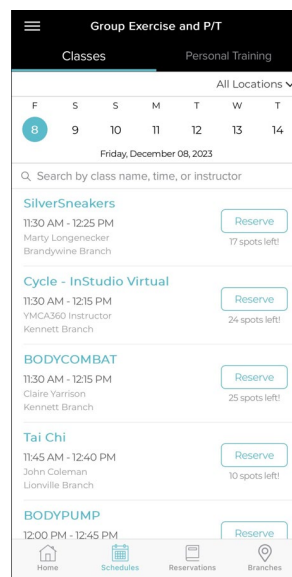 Group Exercise and P/T
Classes
Personal Training
All Locations
F S S M T W T
8 9 10 11 12 13 14
Friday, December 08, 2023
Search by class name, time, or instructor
SilverSneakers
11:30 AM - 12:25 PM
Marty Longenecker
Brandywine Branch
Reserve
17 spots left!
Cycle - InStudio Virtual
11:30 AM - 12:15 PM
YMCA360 Instructor
Kennett Branch
Reserve
24 spots left!
BODYCOMBAT
11:30 AM - 12:15 PM
Claire Yarrison
Kennett Branch
Reserve
25 spots left!
Tai Chi
11:45 AM - 12:40 PM
John Coleman
Lionville Branch
Reserve
10 spots left!
BODYPUMP
12:00 PM - 12:45 PM
Reserve
Home
Schedules
Reservations
Branches